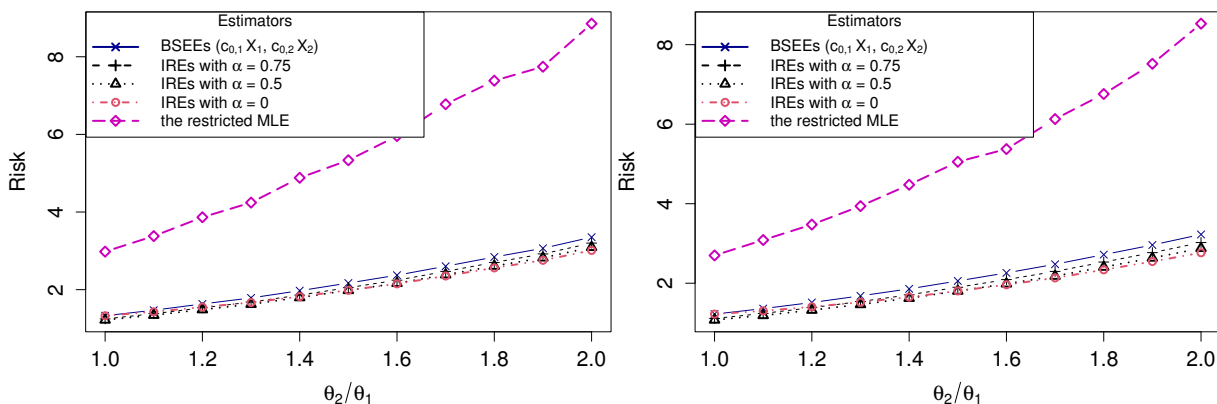 Estimators
BSEEs (c0,1 X1, c0,2 X2)
IREs with α = 0.75
IREs with α = 0.5
IREs with α = 0
the restricted MLE
Risk
8
6
4
2
1.0 1.2 1.4 1.6 1.8 2.0
θ2/θ1
Estimators
BSEEs (c0,1 X1, c0,2 X2)
IREs with α = 0.75
IREs with α = 0.5
IREs with α = 0
the restricted MLE
Risk
8
6
4
2
1.0 1.2 1.4 1.6 1.8 2.0
θ2/θ1